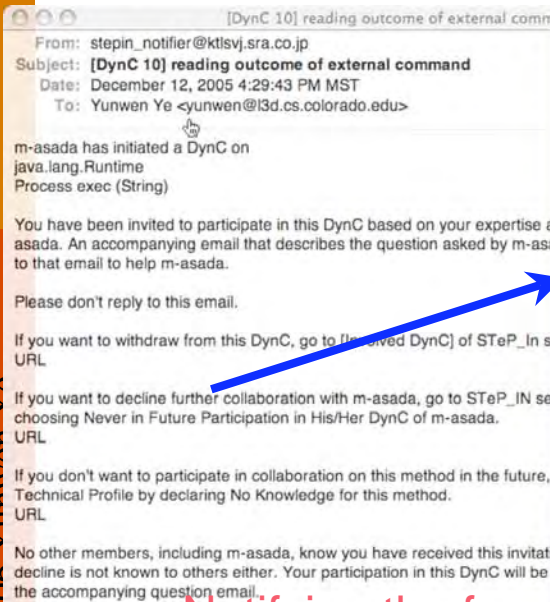 [DynC 10] reading outcome of external comm
From: stepin_notifier@ktlsvj.sra.co.jp
Subject: [DynC 10] reading outcome of external command
Date: December 12, 2005 4:29:43 PM MST
To: Yunwen Ye <yunwen@l3d.cs.colorado.edu>
m-asada has initiated a DynC on
java.lang.Runtime
Process exec (String)
You have been invited to participate in this DynC based on your expertise a
asada. An accompanying email that describes the question asked by m-asa
to that email to help m-asada.
Please don't reply to this email.
If you want to withdraw from this DynC, go to [Involved DynC] of STeP_In s
URL
If you want to decline further collaboration with m-asada, go to STeP_IN se
choosing Never in Future Participation in His/Her DynC of m-asada.
URL
If you don't want to participate in collaboration on this method in the future,
Technical Profile by declaring No Knowledge for this method.
URL
No other members, including m-asada, know you have received this invitat
decline is not known to others either. Your participation in this DynC will be
the accompanying question email.